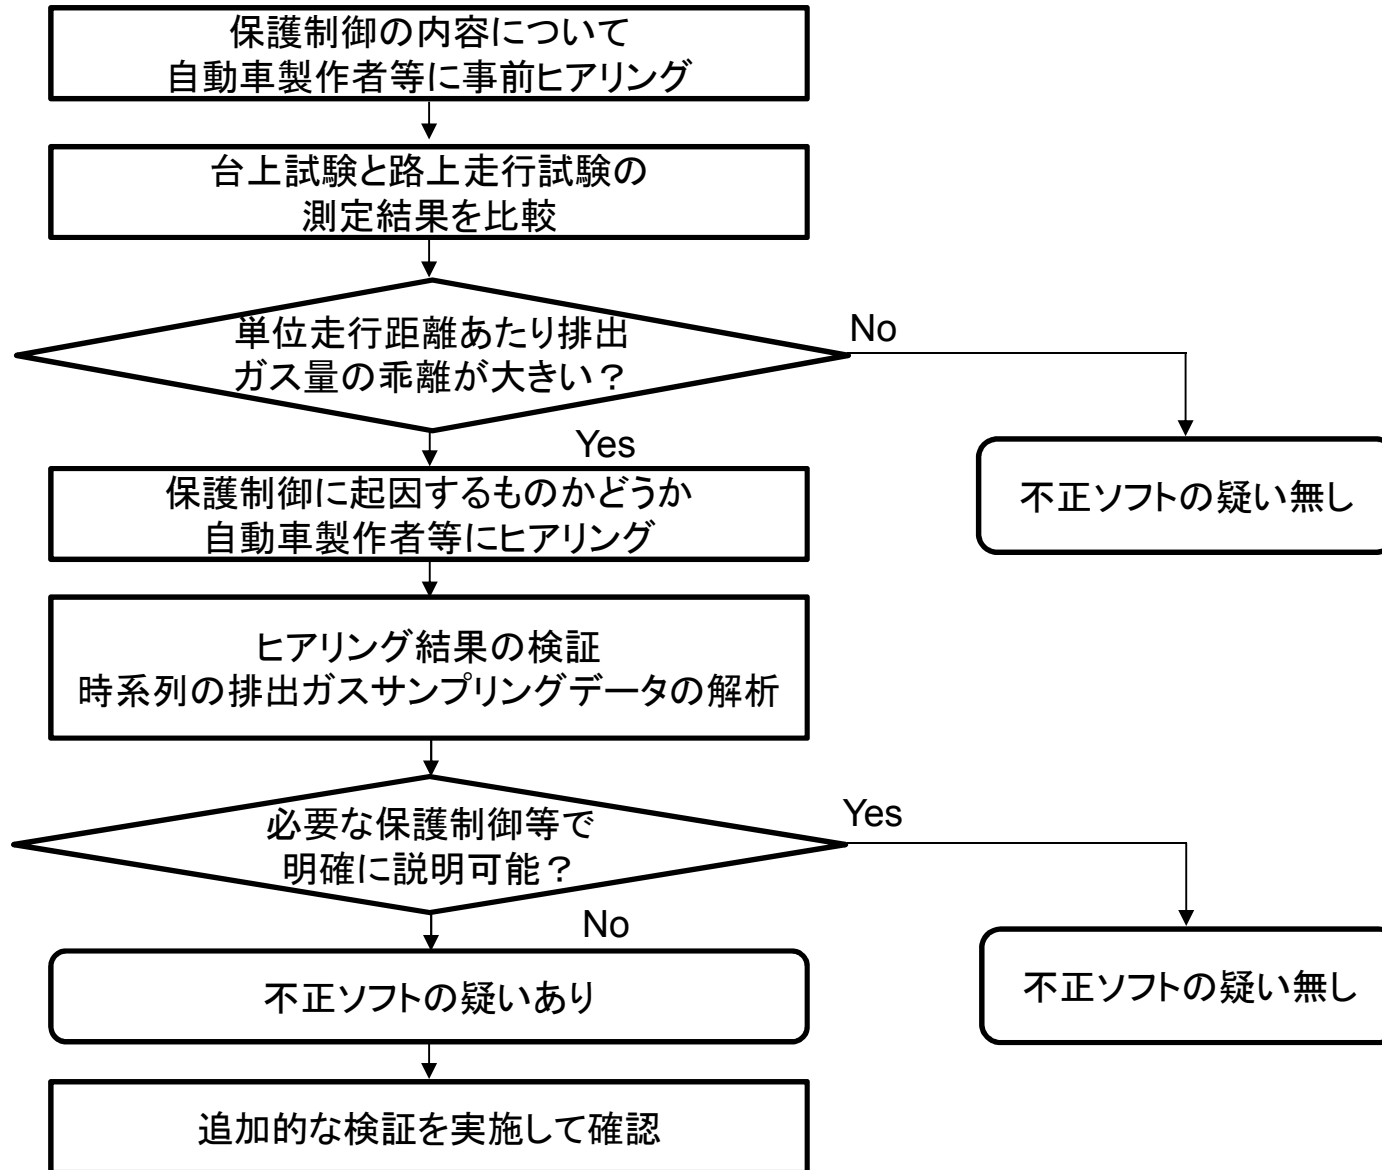 保護制御の内容について
自動車製作者等に事前ヒアリング
台上試験と路上走行試験の
測定結果を比較
単位走行距離あたり排出
ガス量の乖離が大きい？
No
Yes
不正ソフトの疑い無し
保護制御に起因するものかどうか
自動車製作者等にヒアリング
ヒアリング結果の検証
時系列の排出ガスサンプリングデータの解析
必要な保護制御等で
明確に説明可能？
Yes
No
不正ソフトの疑いあり
不正ソフトの疑い無し
追加的な検証を実施して確認